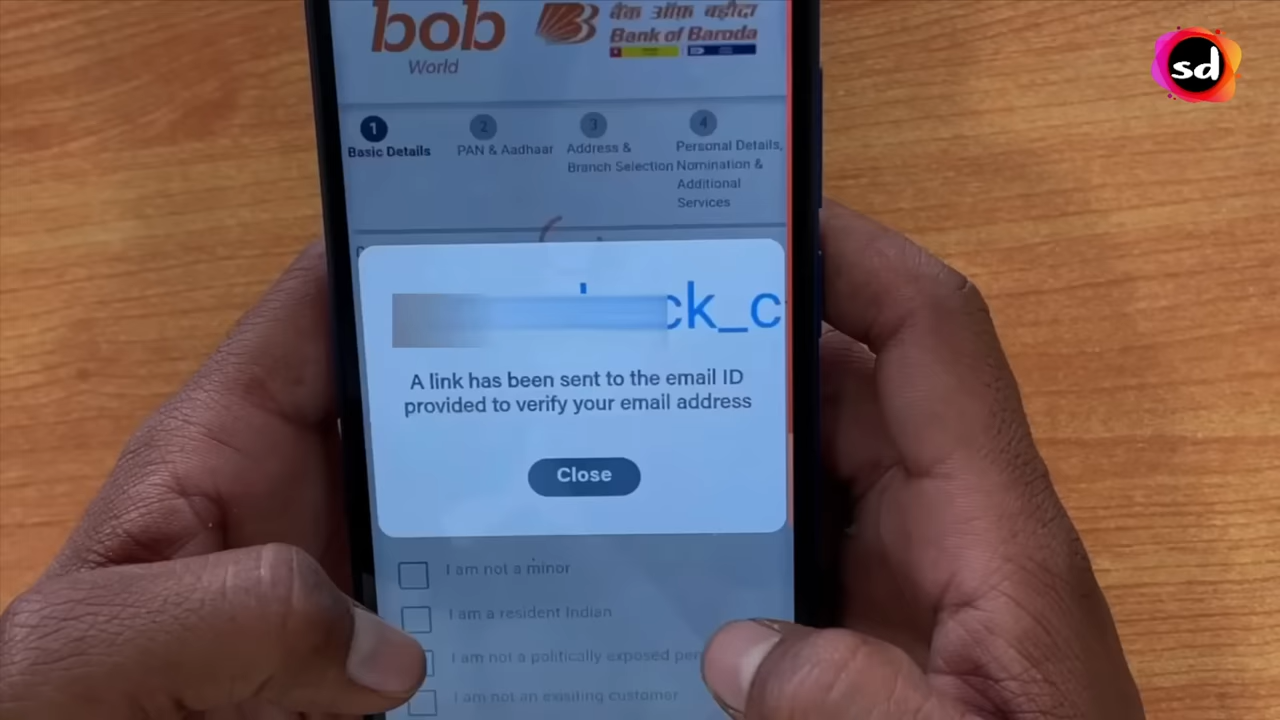 bob
World
बैंक ऑफ़ बड़ौदा
Bank of Baroda
sd
1
2
3
4
Basic Details
PAN & Aadhaar
Address &
Branch Selection
Personal Details,
Nomination &
Additional
Services
ck_c
A link has been sent to the email ID
provided to verify your email address
Close
I am not a minor
I am a resident Indian
I am not a politically exposed
I am not an existing customer